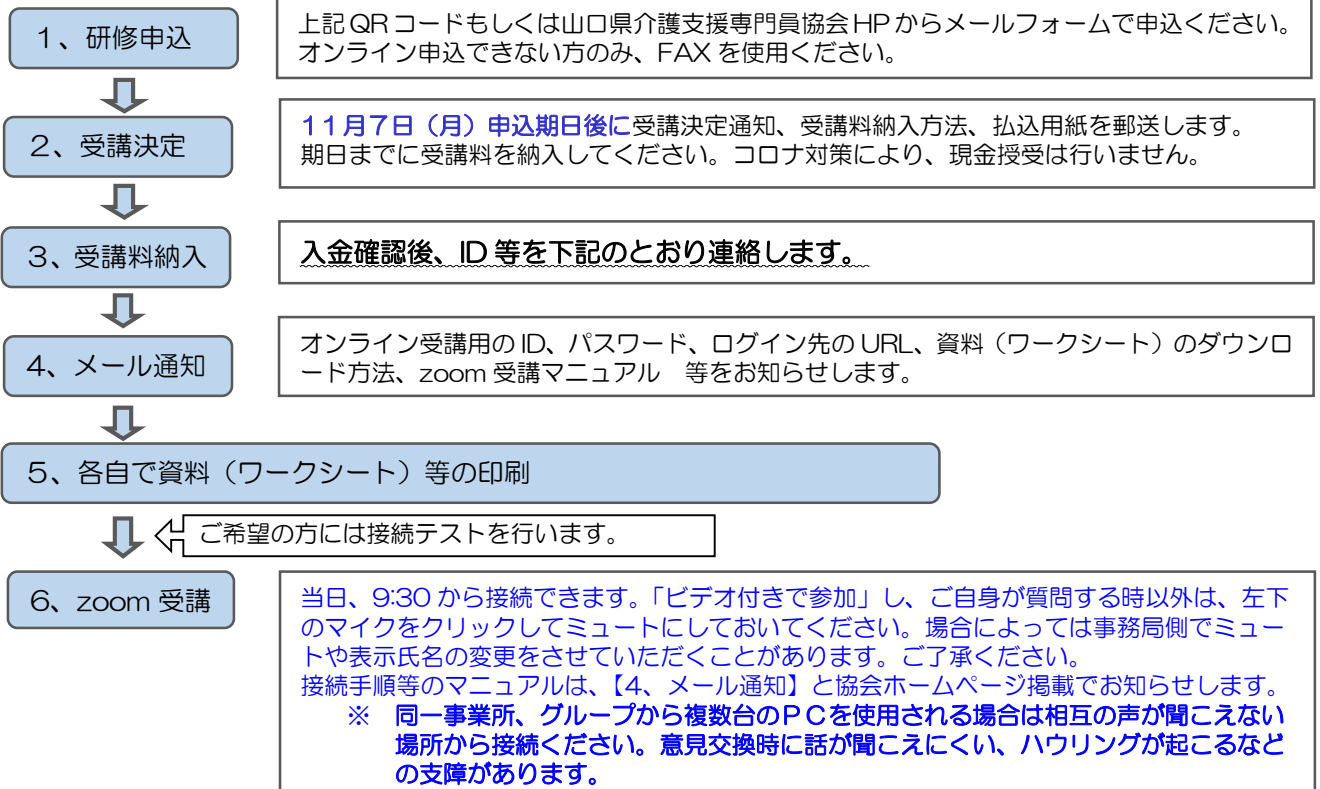 １、研修申込
上記 QR コードもしくは山口県介護支援専門員協会 HP からメールフォームで申込ください。
オンライン申込できない方のみ、FAX を使用ください。
２、受講決定
１１月７日（月）申込期日後に受講決定通知、受講料納入方法、払込用紙を郵送します。
期日までに受講料を納入してください。コロナ対策により、現金授受は行いません。
３、受講料納入
入金確認後、ID 等を下記のとおり連絡します。
４、メール通知
オンライン受講用の ID、パスワード、ログイン先の URL、資料（ワークシート）のダウンロ
ード方法、zoom 受講マニュアル　等をお知らせします。
５、各自で資料（ワークシート）等の印刷
ご希望の方には接続テストを行います。
６、zoom 受講
当日、9:30 から接続できます。「ビデオ付きで参加」し、ご自身が質問する時以外は、左下
のマイクをクリックしてミュートにしておいてください。場合によっては事務局側でミュー
トや表示氏名の変更をさせていただくことがあります。ご了承ください。
接続手順等のマニュアルは、【４、メール通知】と協会ホームページ掲載でお知らせします。
※　同一事業所、グループから複数台のＰＣを使用される場合は相互の声が聞こえない
場所から接続ください。意見交換時に話が聞こえにくい、ハウリングが起こるなど
の支障があります。